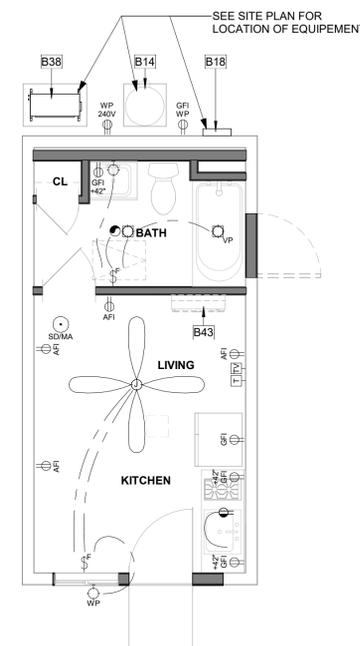 SEE SITE PLAN FOR
LOCATION OF EQUIPEMENT
B38
B14
B18
WP
240V
GFI
WP
CL
GFI
+42"
BATH
VP
F
AFI
B43
SD/MA
AFI
LIVING
AFI
TV
T
J
GFI
AFI
KITCHEN
+42"
GFI
F
+42"
GFI
WP